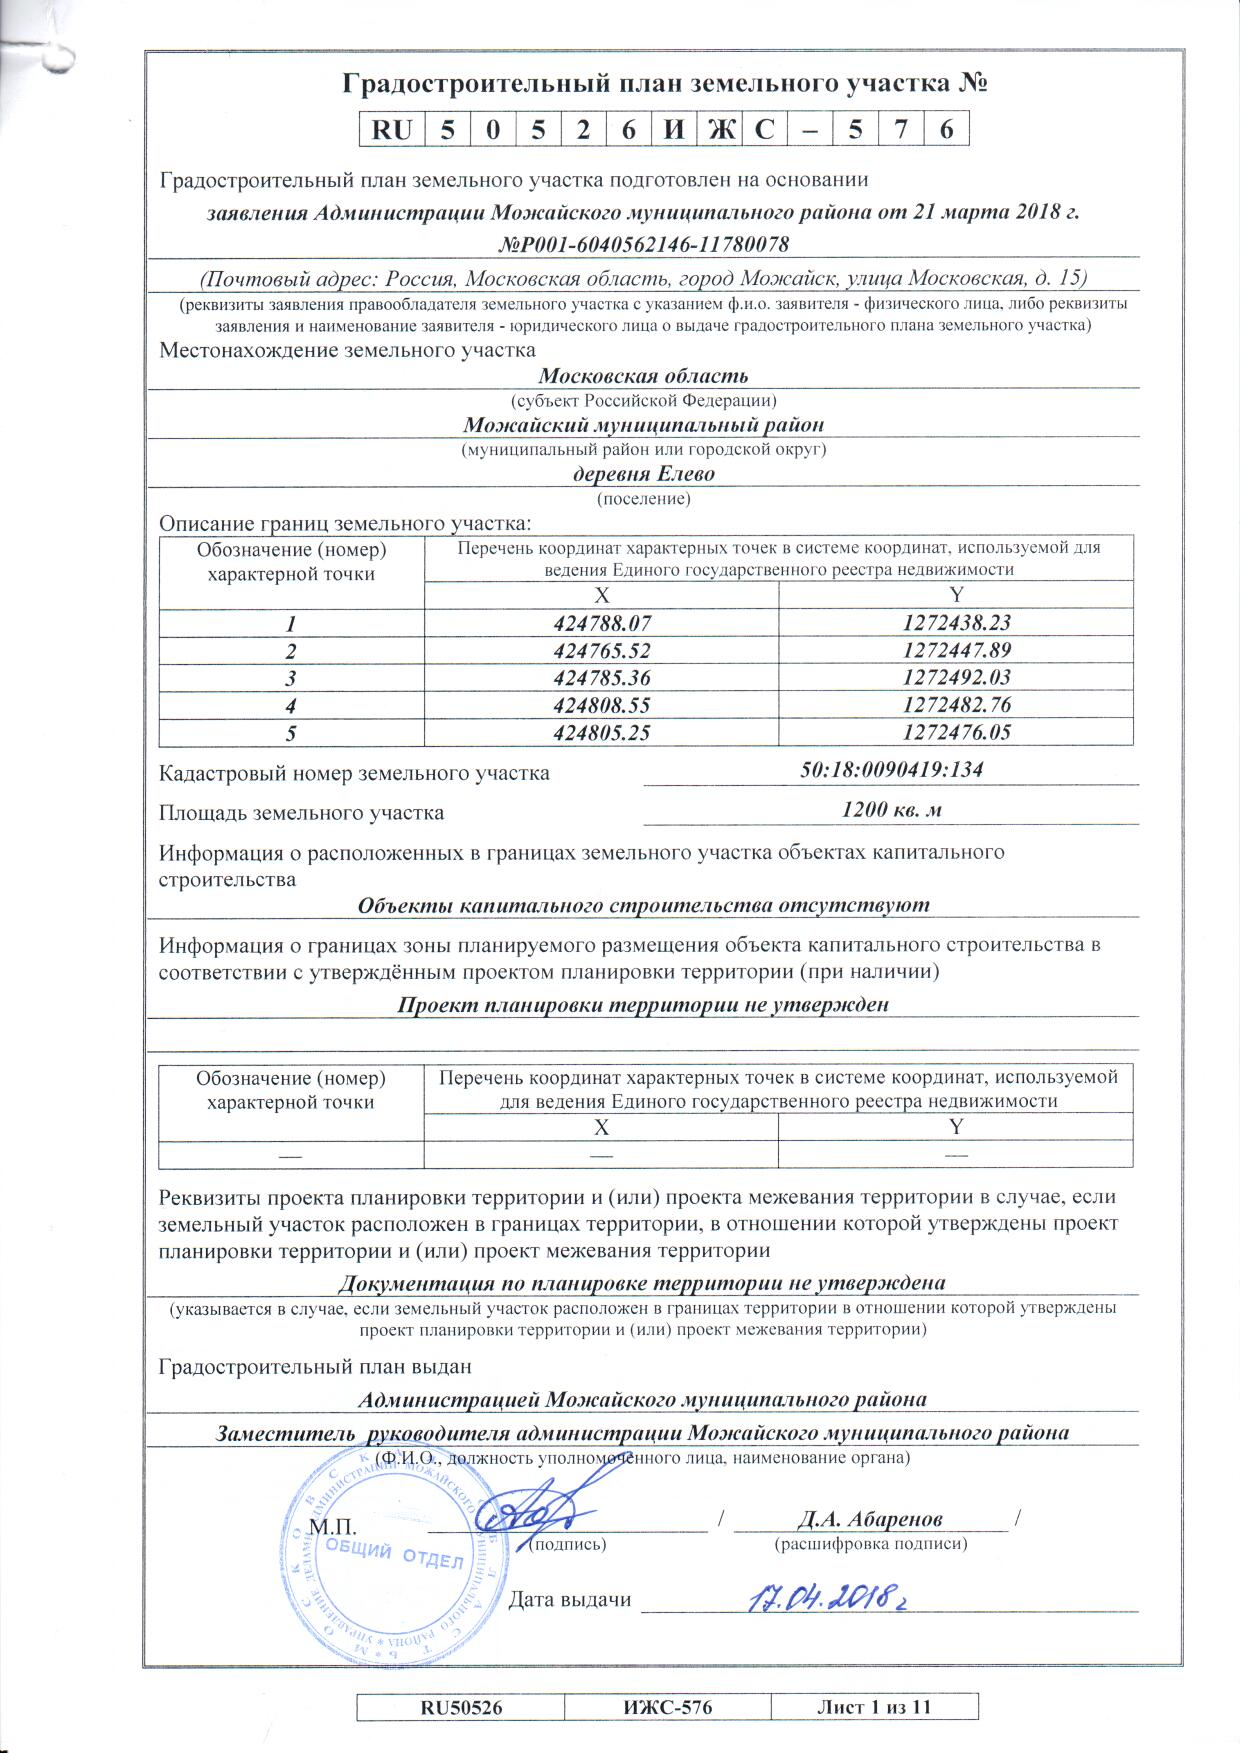 Градостроительный план земельного участка №
RU 5 0 5 2 6 И Ж С – 5 7 6
Градостроительный план земельного участка подготовлен на основании
заявления Администрации Можайского муниципального района от 21 марта 2018 г.
№Р001-6040562146-11780078
(Почтовый адрес: Россия, Московская область, город Можайск, улица Московская, д. 15)
(реквизиты заявления правообладателя земельного участка с указанием ф.и.о. заявителя - физического лица, либо реквизиты
заявления и наименование заявителя - юридического лица о выдаче градостроительного плана земельного участка)
Местонахождение земельного участка
Московская область
(субъект Российской Федерации)
Можайский муниципальный район
(муниципальный район или городской округ)
деревня Елево
(поселение)
Описание границ земельного участка:
Обозначение (номер) характерной точки
Перечень координат характерных точек в системе координат, используемой для
ведения Единого государственного реестра недвижимости
X Y
1 424788.07 1272438.23
2 424765.52 1272447.89
3 424785.36 1272492.03
4 424808.55 1272482.76
5 424805.25 1272476.05
Кадастровый номер земельного участка 50:18:0090419:134
Площадь земельного участка 1200 кв. м
Информация о расположенных в границах земельного участка объектах капитального
строительства
Объекты капитального строительства отсутствуют
Информация о границах зоны планируемого размещения объекта капитального строительства в
соответствии с утверждённым проектом планировки территории (при наличии)
Проект планировки территории не утвержден
Обозначение (номер) характерной точки
Перечень координат характерных точек в системе координат, используемой
для ведения Единого государственного реестра недвижимости
X Y
— — —
Реквизиты проекта планировки территории и (или) проекта межевания территории в случае, если
земельный участок расположен в границах территории, в отношении которой утверждены проект
планировки территории и (или) проект межевания территории
Документация по планировке территории не утверждена
(указывается в случае, если земельный участок расположен в границах территории в отношении которой утверждены
проект планировки территории и (или) проект межевания территории)
Градостроительный план выдан
Администрацией Можайского муниципального района
Заместитель руководителя администрации Можайского муниципального района
(Ф.И.О., должность уполномоченного лица, наименование органа)
М.П. / Д.А. Абаренов /
(подпись) (расшифровка подписи)
МОСКОВСКАЯ ОБЛАСТЬ
УПРАВЛЕНИЕ ДЕЛАМИ АДМИНИСТРАЦИИ МОЖАЙСКОГО МУНИЦИПАЛЬНОГО РАЙОНА
ОБЩИЙ ОТДЕЛ
Дата выдачи 17.04.2018г
RU50526 ИЖС-576 Лист 1 из 11